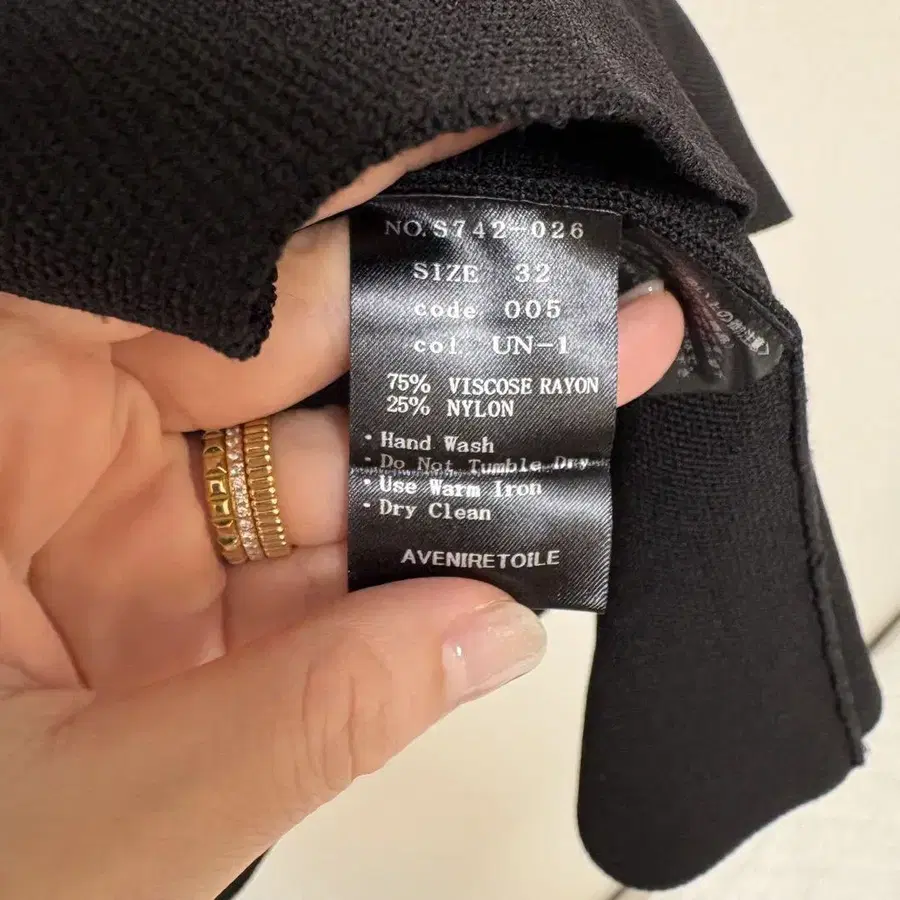 NO. S742-026
SIZE 32
code 005
col. UN-1
75% VISCOSE RAYON
25% NYLON
・Hand Wash
・Do Not Tumble Dry
・Use Warm Iron
・Dry Clean
AVENIRETOILE